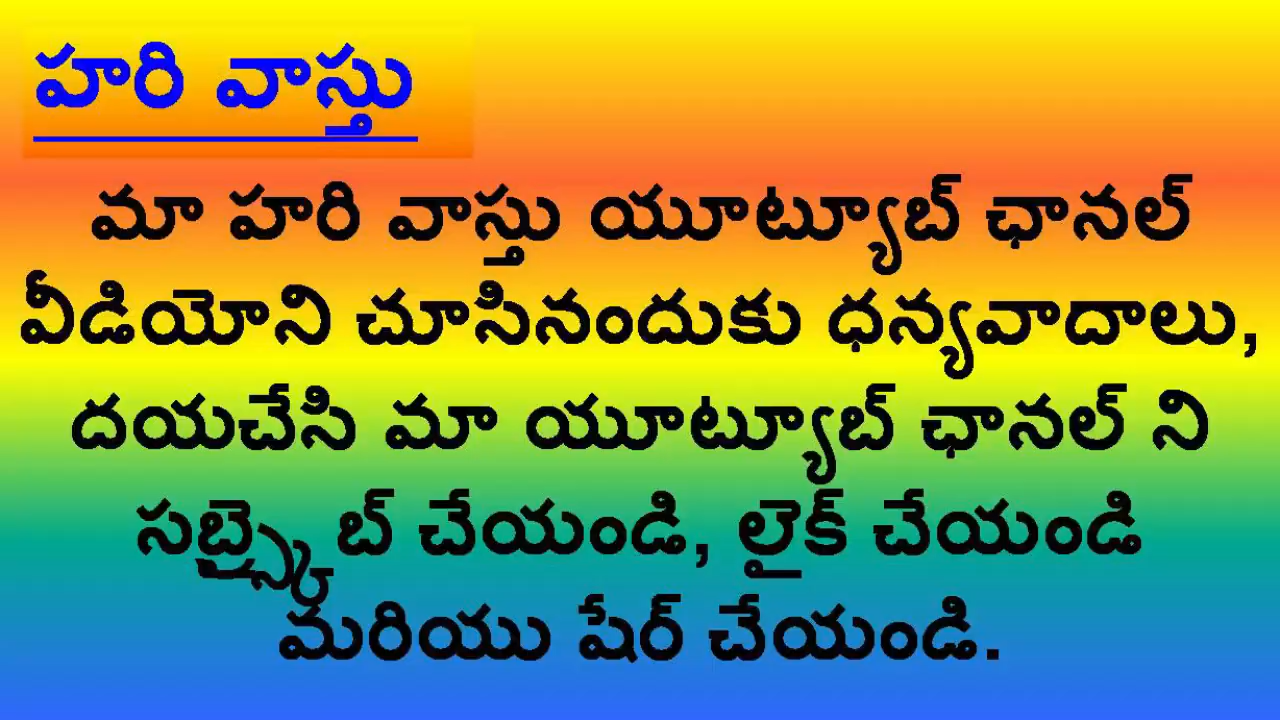 హరి వాస్తు
మా హరి వాస్తు యూట్యూబ్ ఛానల్
వీడియోని చూసినందుకు ధన్యవాదాలు,
దయచేసి మా యూట్యూబ్ ఛానల్ ని
సబ్స్క్రైబ్ చేయండి, లైక్ చేయండి
మరియు షేర్ చేయండి.